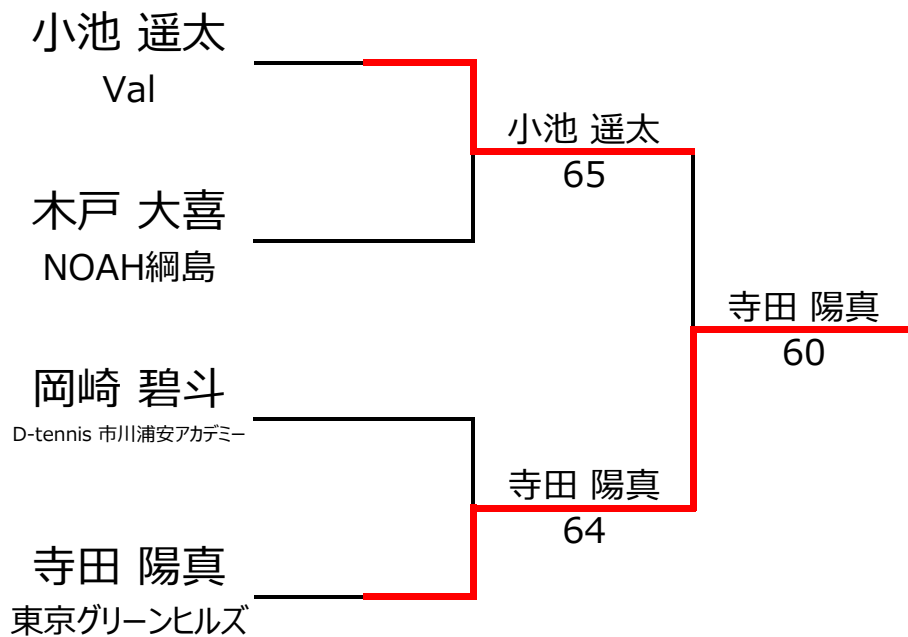 小池 遥太
Val
小池 遥太
65
木戸 大喜
NOAH綱島
寺田 陽真
60
岡崎 碧斗
D-tennis 市川浦安アカデミー
寺田 陽真
64
寺田 陽真
東京グリーンヒルズ